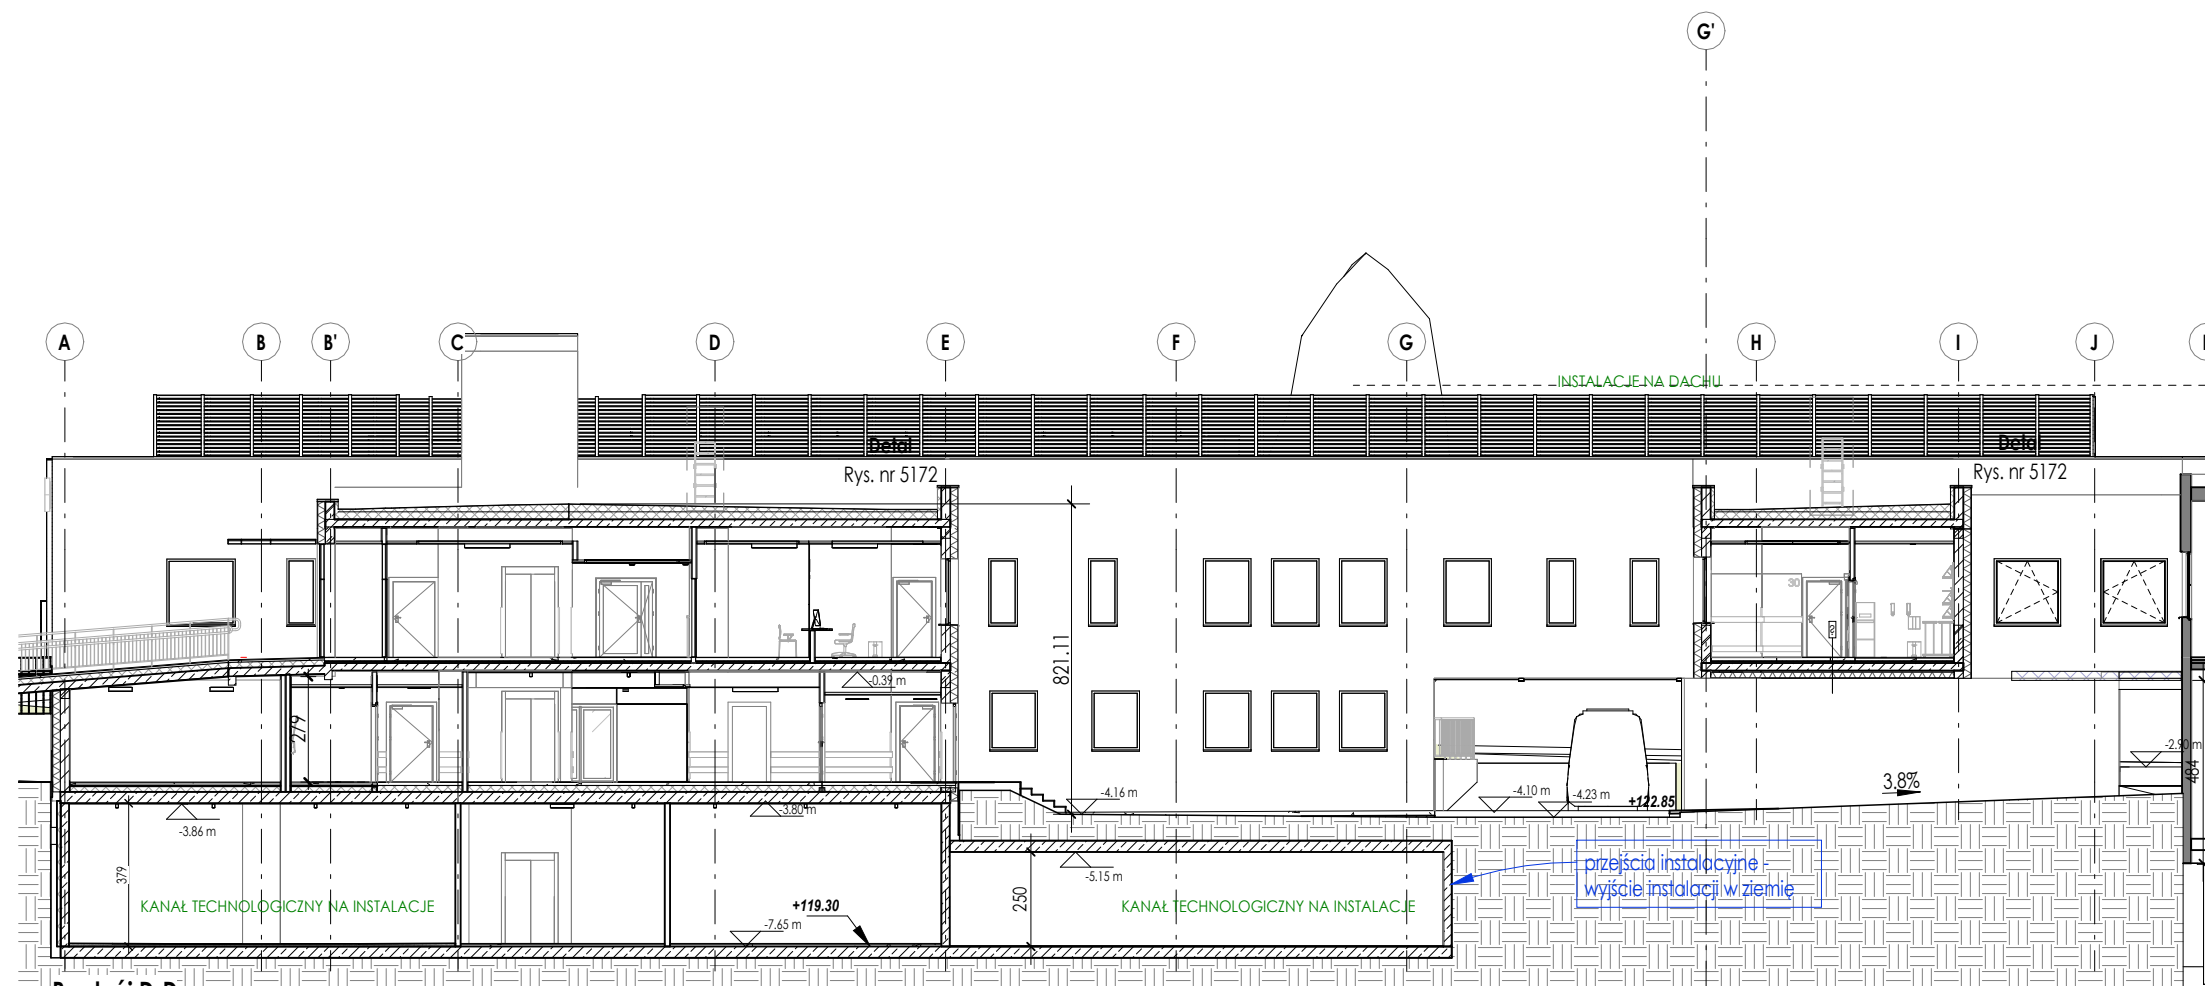 G'
A
B
B'
C
D
E
F
G
H
I
J
INSTALACJE NA DACHU
Detal
Rys. nr 5172
Detal
Rys. nr 5172
30
821.11
-0.39 m
279
-2.90 m
484
3.8%
-4.16 m
-4.10 m
-4.23 m
+122.85
-3.86 m
-3.80 m
379
-5.15 m
250
przejścia instalacyjne -
wyjście instalacji w ziemię
KANAŁ TECHNOLOGICZNY NA INSTALACJE
+119.30
-7.65 m
KANAŁ TECHNOLOGICZNY NA INSTALACJE